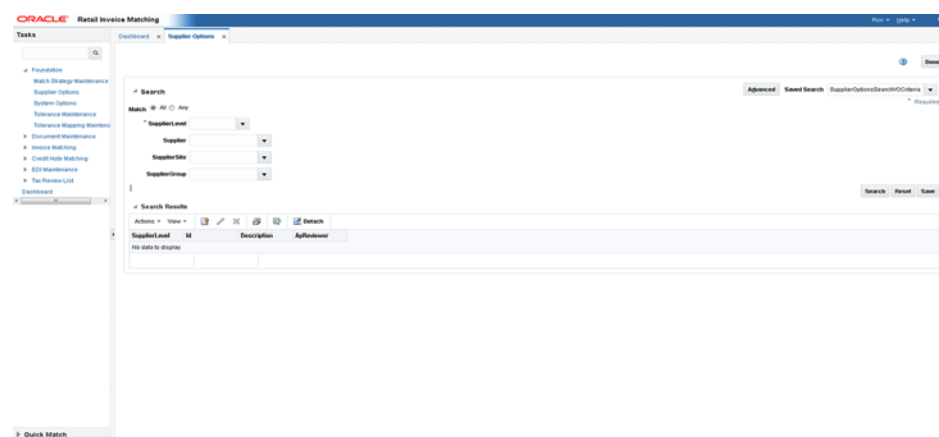 ORACLE Retail Invoice Matching
Ron
Help
Tasks
Dashboard
Supplier Options
Done
Foundation
Match Strategy Maintenance
Supplier Options
System Options
Tolerance Maintenance
Tolerance Mapping Maintena
Document Maintenance
Invoice Matching
Credit Note Matching
EDI Maintenance
Tax Review List
Dashboard
Search
Advanced Saved Search SupplierOptionsSearchVOCriteria
* Required
Match All Any
* SupplierLevel
Supplier
SupplierSite
SupplierGroup
Search Reset Save
Search Results
Actions View Detach
SupplierLevel Id Description ApReviewer
No data to display
Quick Match